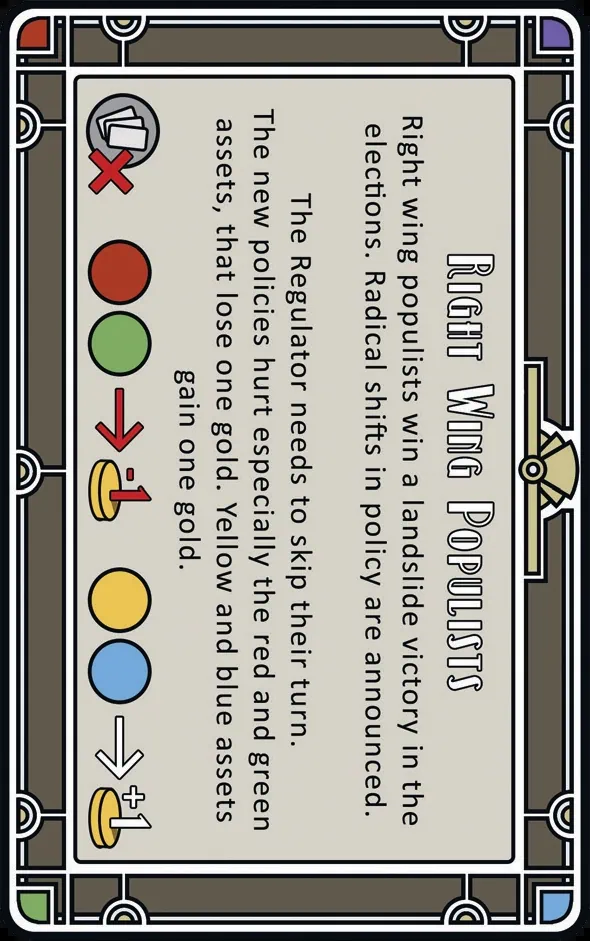 Right Wing Populists
Right wing populists win a landslide victory in the
elections. Radical shifts in policy are announced.
The Regulator needs to skip their turn.
The new policies hurt especially the red and green
assets, that lose one gold. Yellow and blue assets
gain one gold.
-1
+1